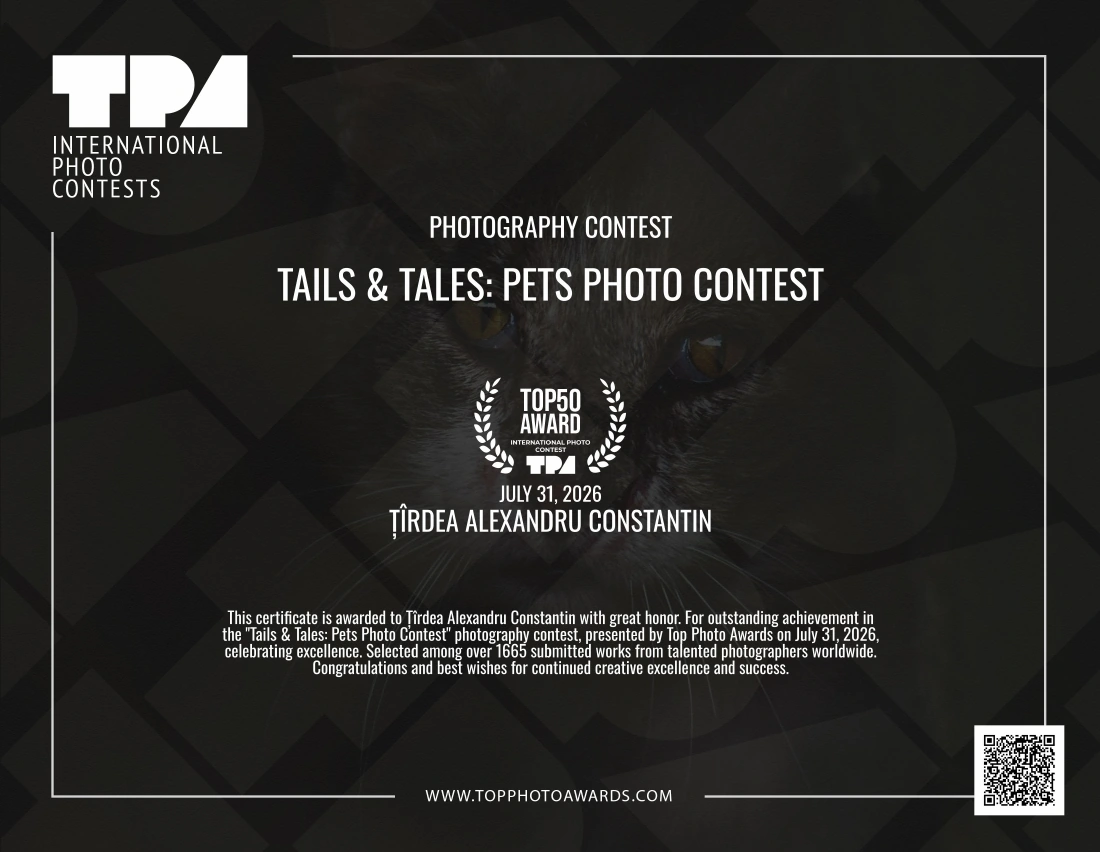 TPA
INTERNATIONAL
PHOTO
CONTESTS
PHOTOGRAPHY CONTEST
TAILS & TALES: PETS PHOTO CONTEST
TOP50
AWARD
INTERNATIONAL PHOTO
CONTEST
TPA
JULY 31, 2026
ȚÎRDEA ALEXANDRU CONSTANTIN
This certificate is awarded to Țîrdea Alexandru Constantin with great honor. For outstanding achievement in
the "Tails & Tales: Pets Photo Contest" photography contest, presented by Top Photo Awards on July 31, 2026,
celebrating excellence. Selected among over 1665 submitted works from talented photographers worldwide.
Congratulations and best wishes for continued creative excellence and success.
WWW.TOPPHOTOAWARDS.COM